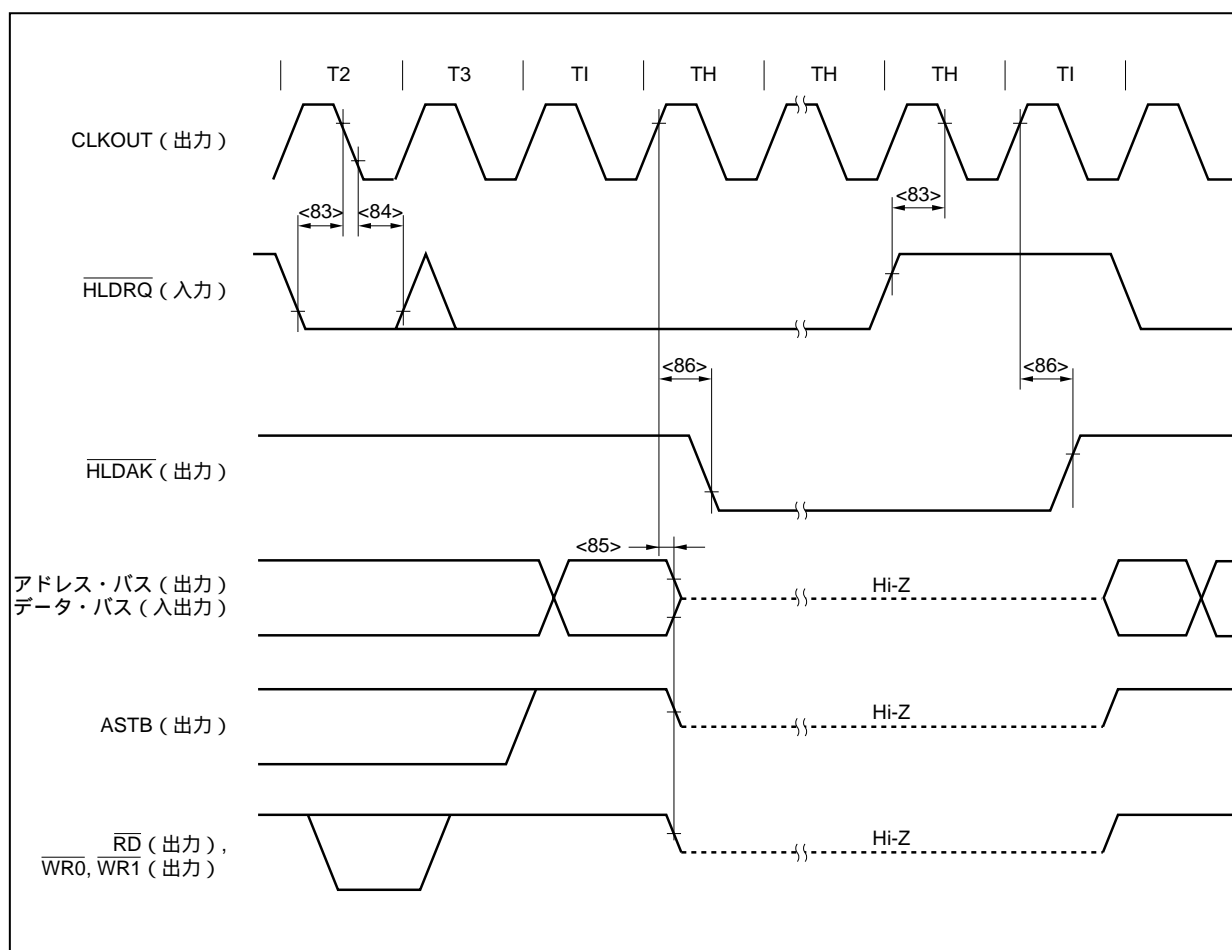 T2 T3 TI TH TH TH TI
CLKOUT（出力）
<83> <84> <83>
HLDRQ（入力）
<86> <86>
HLDAK（出力）
<85>
アドレス・バス（出力）
データ・バス（入出力）
Hi-Z
ASTB（出力）
Hi-Z
RD（出力）,
WR0, WR1（出力）
Hi-Z